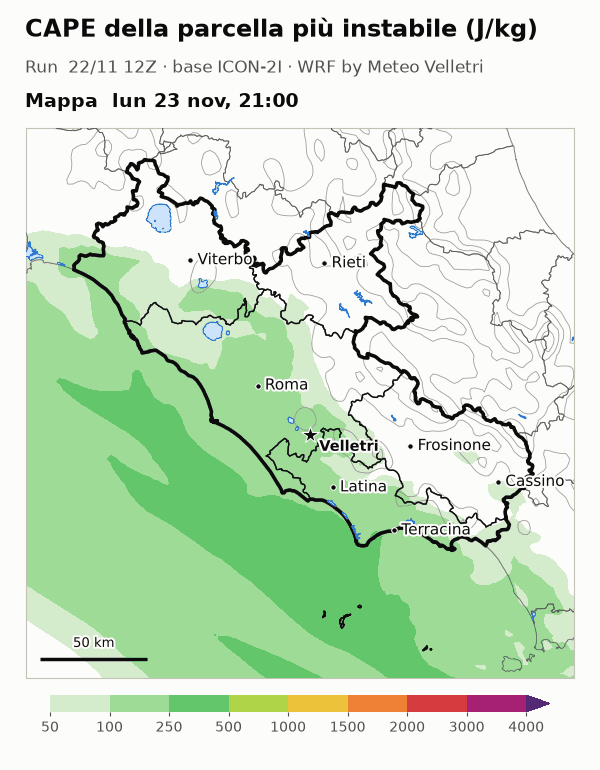 CAPE della parcella più instabile (J/kg)
Run  22/11 12Z · base ICON-2I · WRF by Meteo Velletri
Mappa  lun 23 nov, 21:00
Viterbo
Rieti
Roma
Velletri
Frosinone
Cassino
Latina
Terracina
50 km
50 100 250 500 1000 1500 2000 3000 4000